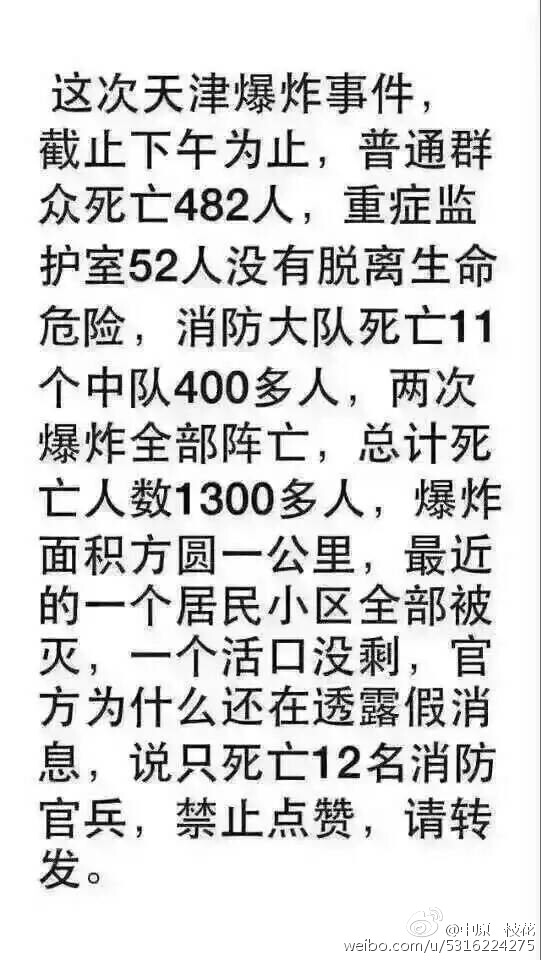 这次天津爆炸事件，
截止下午为止，普通群
众死亡482人，重症监
护室52人没有脱离生命
危险，消防大队死亡11
个中队400多人，两次
爆炸全部阵亡，总计死
亡人数1300多人，爆炸
面积方圆一公里，最近
的一个居民小区全部被
灭，一个活口没剩，官
方为什么还在透露假消
息，说只死亡12名消防
官兵，禁止点赞，请转
发。
@中原一枝花
weibo.com/u/5316224275